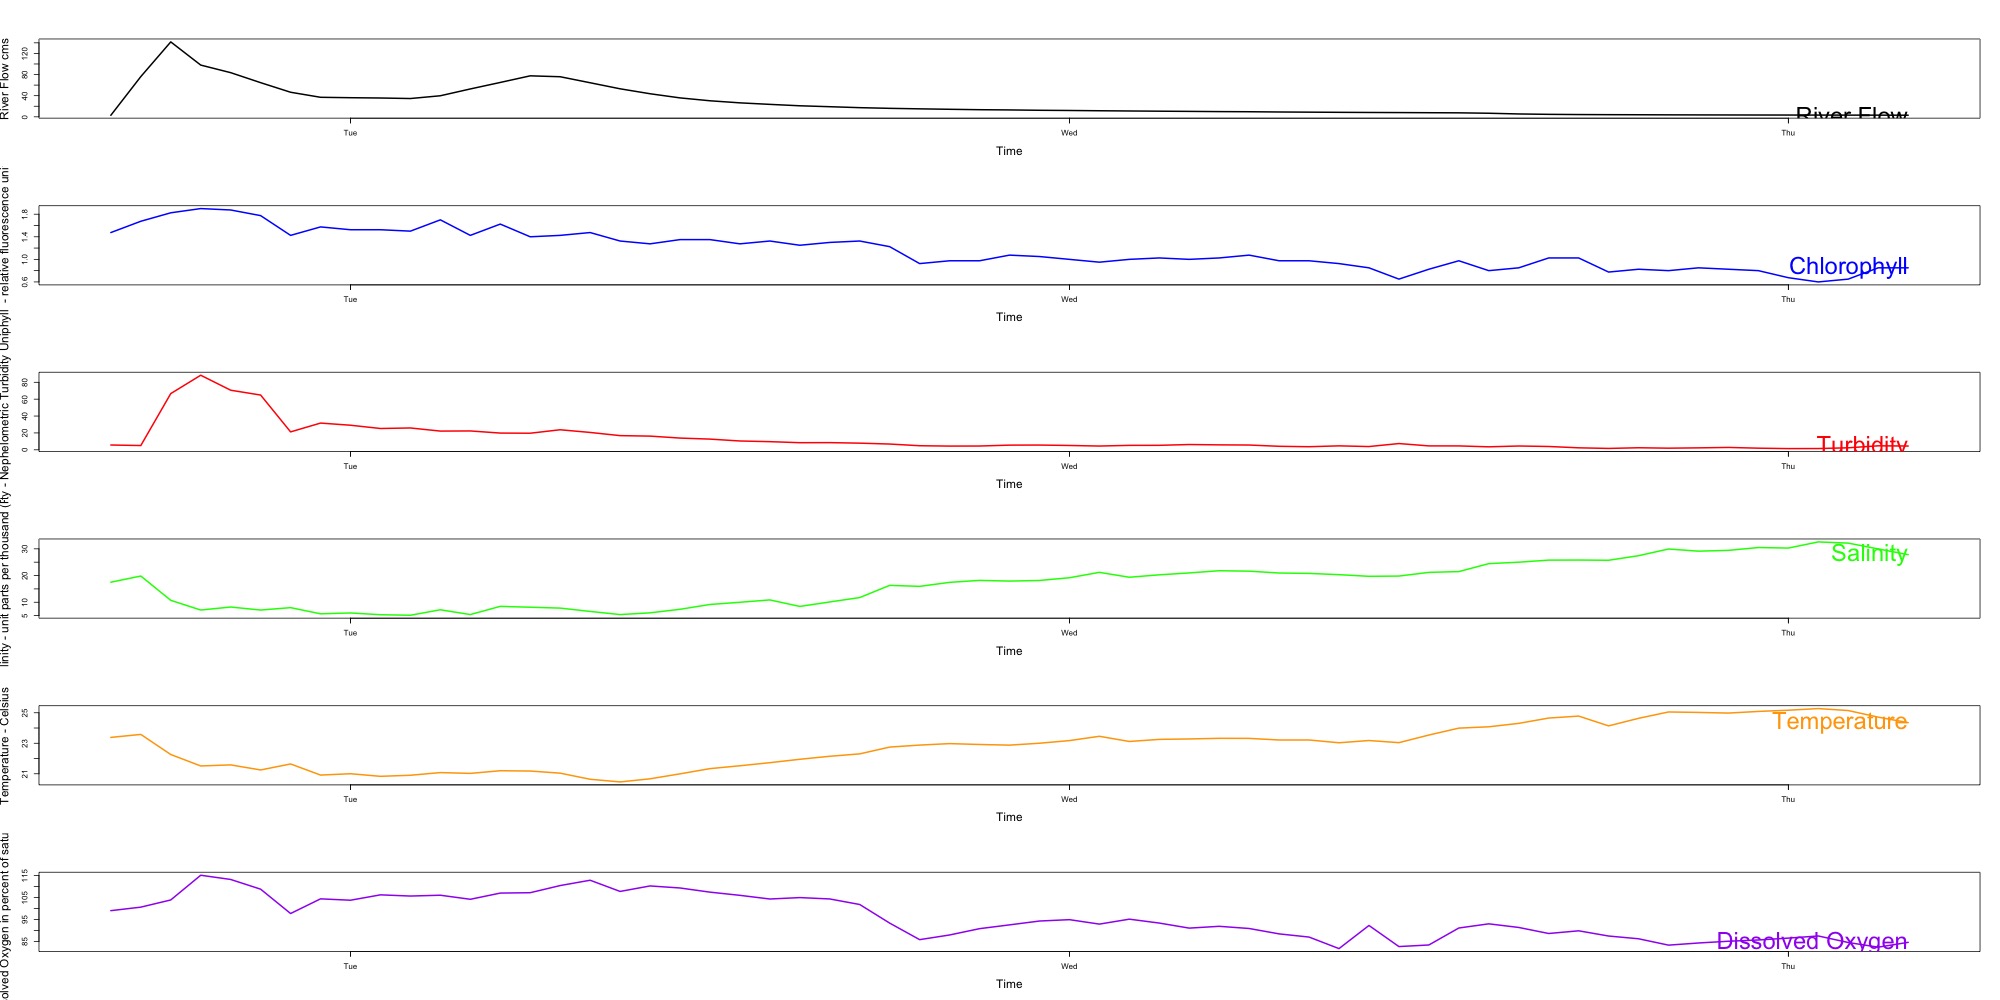 River Flow cms
120
80
40
0
River Flow
Tue
Wed
Thu
Time
- relative fluorescence uni
1.8
1.4
1.0
0.6
Chlorophyll
Tue
Wed
Thu
Time
Nephelometric Turbidity
80
60
40
20
0
Turbidity
Tue
Wed
Thu
Time
linity - unit parts per thousand
30
20
10
5
Salinity
Tue
Wed
Thu
Time
Temperature - Celsius
25
23
21
Temperature
Tue
Wed
Thu
Time
olved Oxygen in percent of satu
115
105
95
85
Dissolved Oxygen
Tue
Wed
Thu
Time